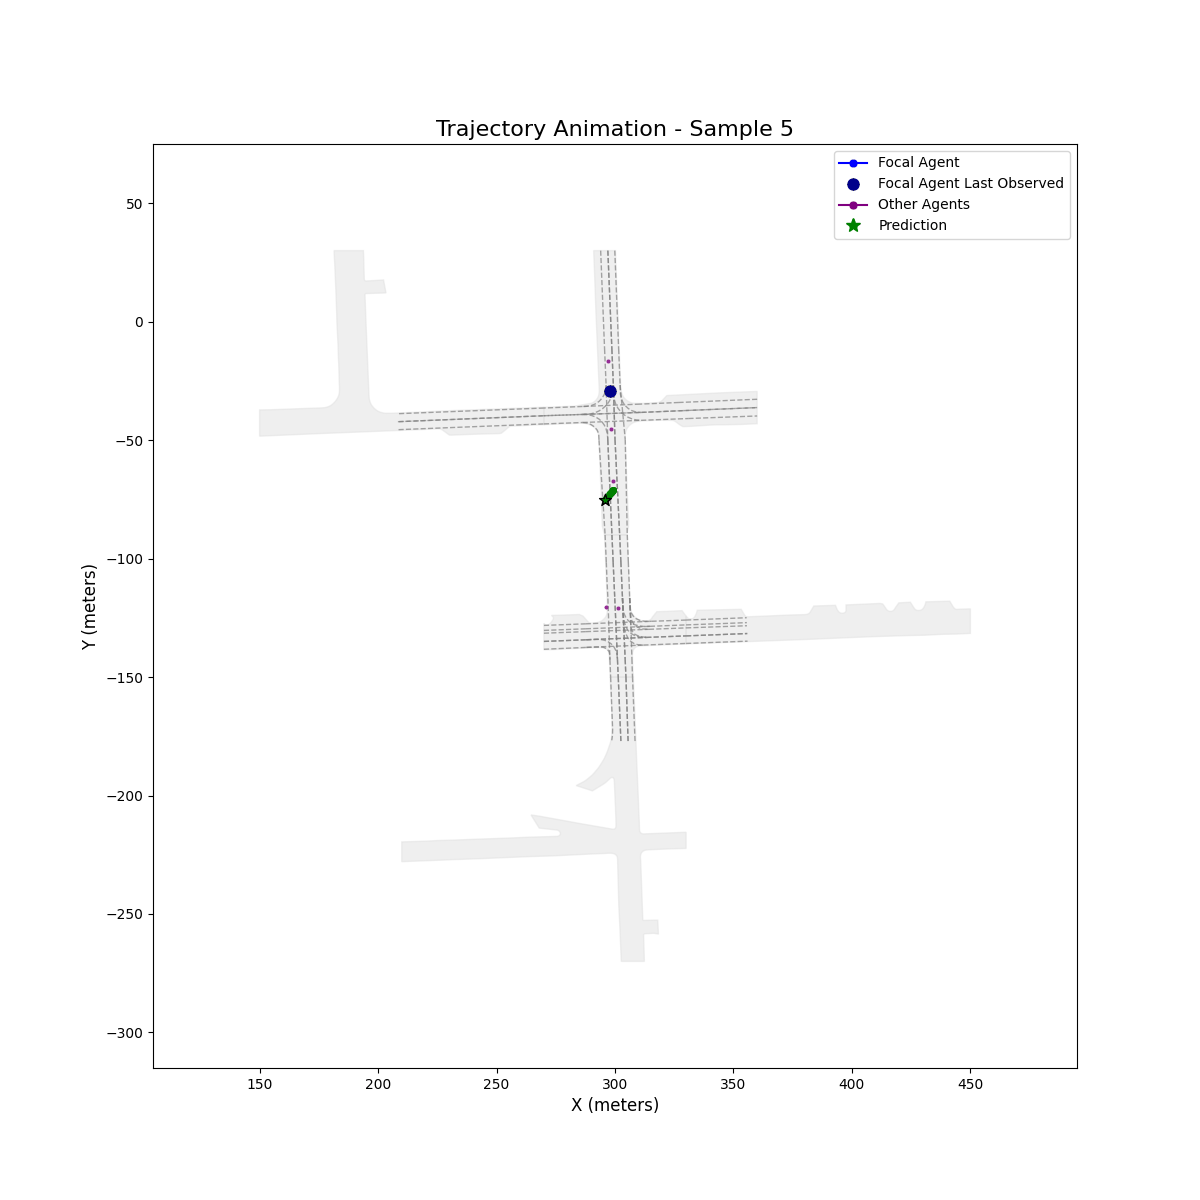 Trajectory Animation - Sample 5
Focal Agent
Focal Agent Last Observed
Other Agents
Prediction
50
0
−50
−100
−150
−200
−250
−300
Y (meters)
150
200
250
300
350
400
450
X (meters)